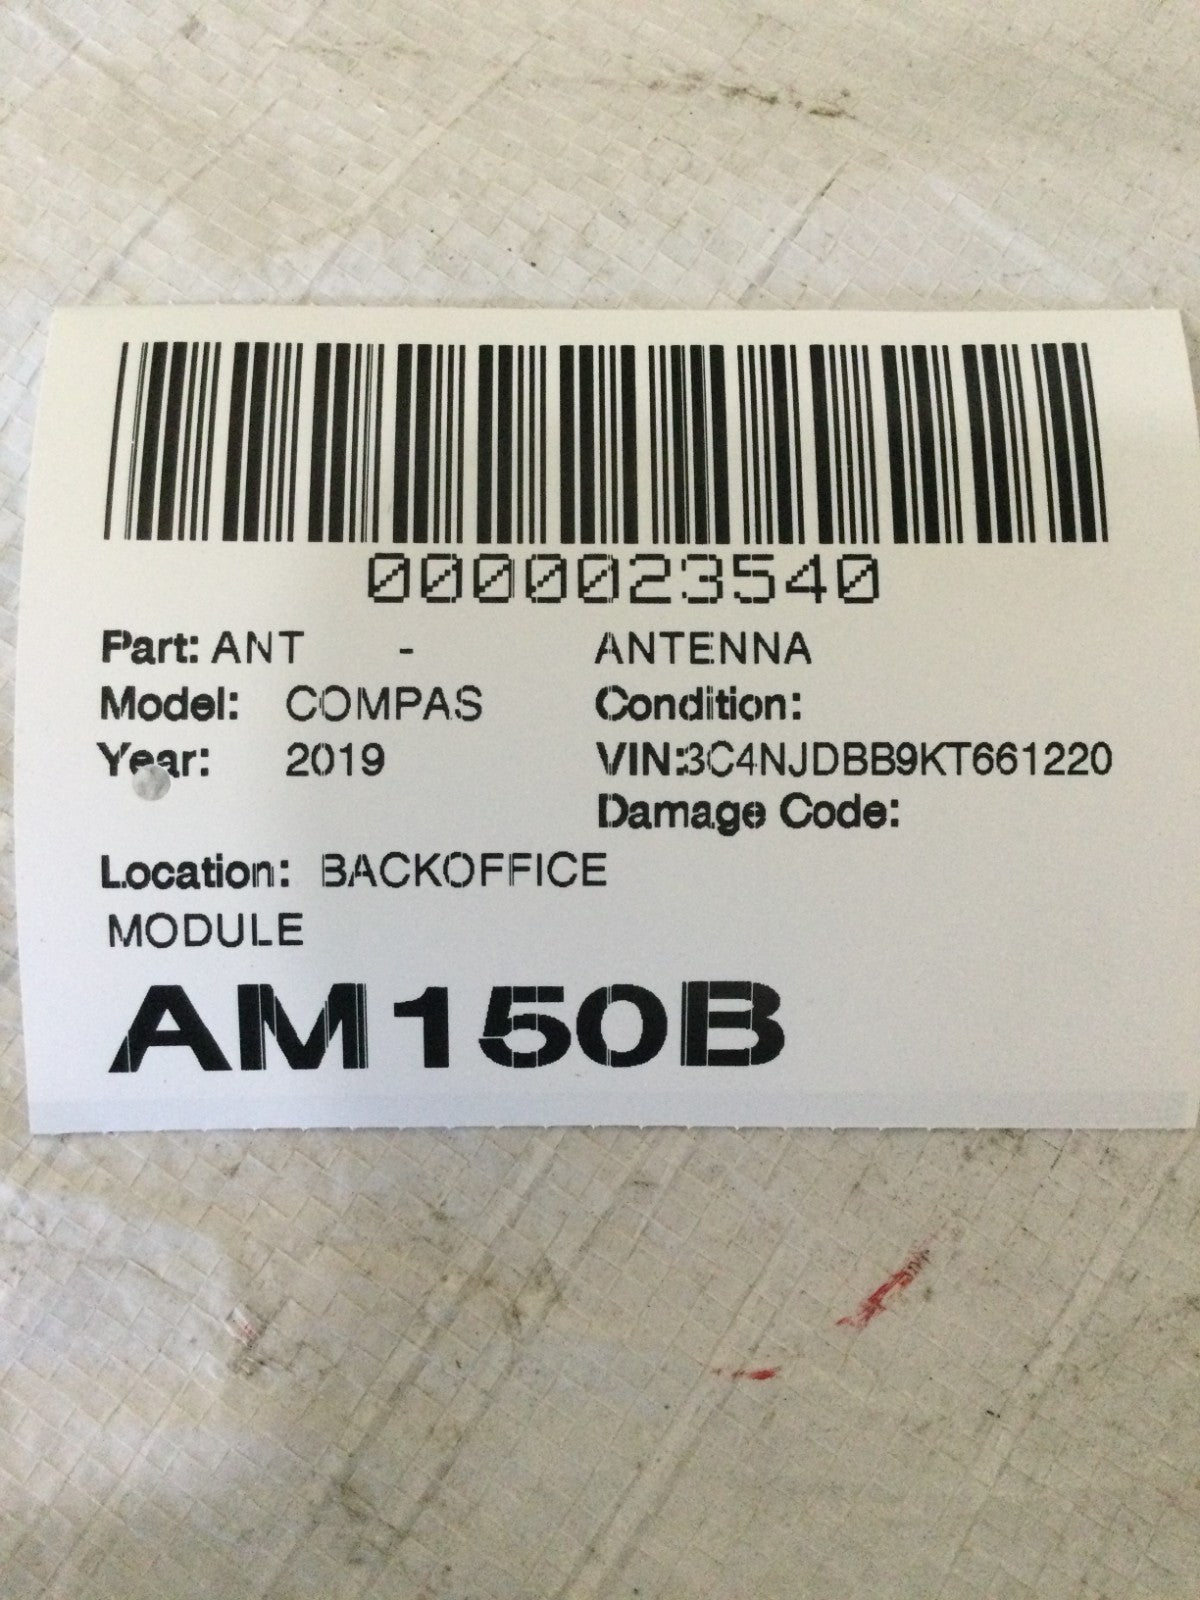 0000023540
Part: ANT - ANTENNA
Model: COMPAS Condition:
Year: 2019 VIN:3C4NJDBB9KT661220
Damage Code:
Location: BACKOFFICE
MODULE
AM150B